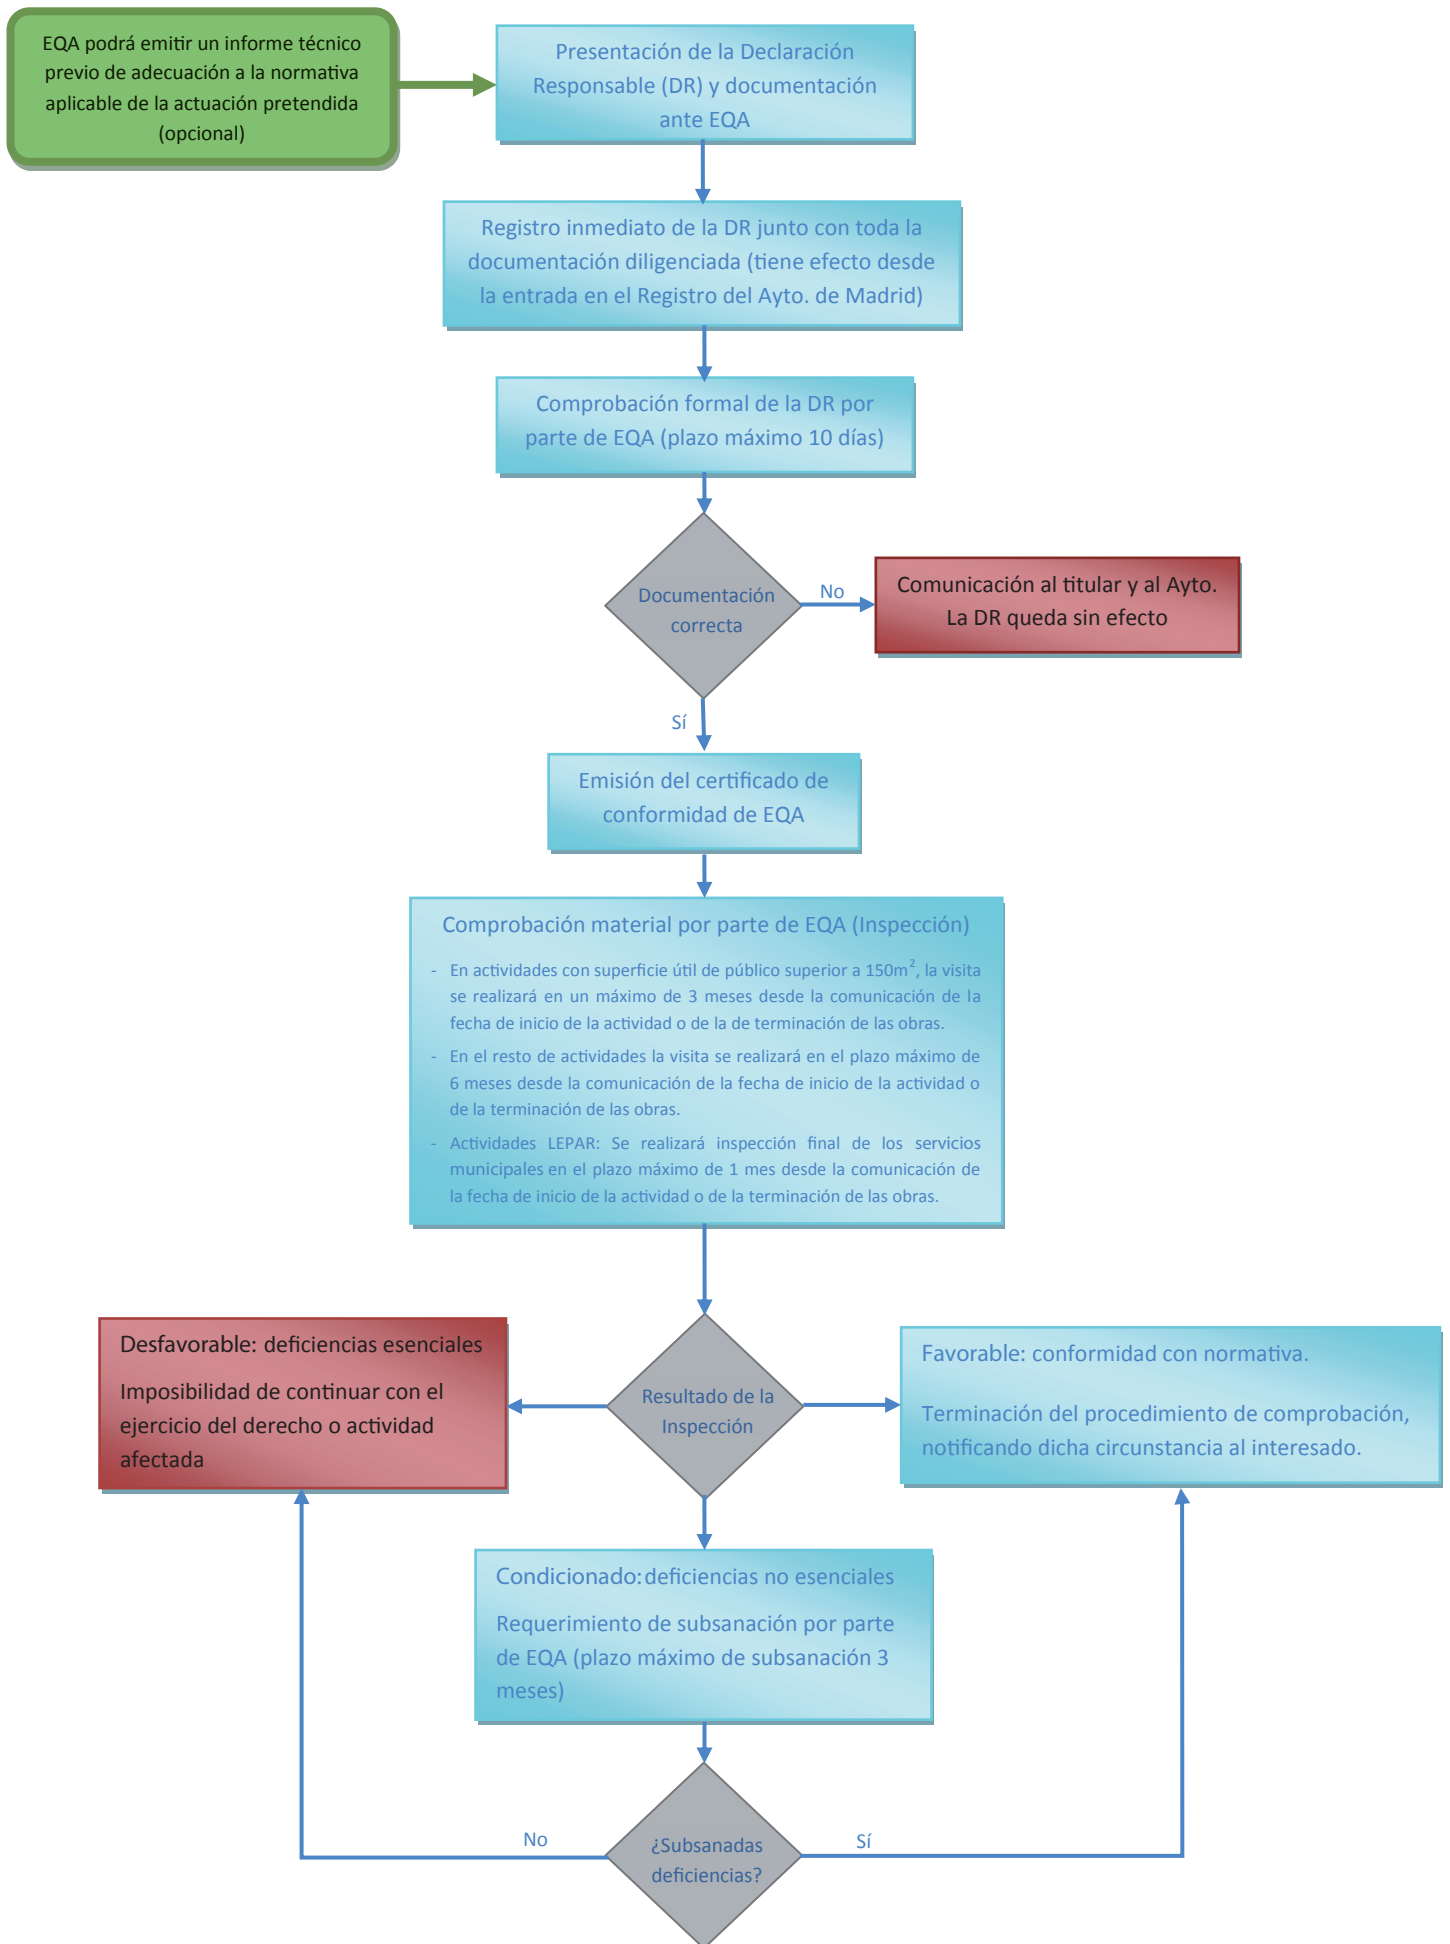 EQA podrá emitir un informe técnico
previo de adecuación a la normativa
aplicable de la actuación pretendida
(opcional)
Presentación de la Declaración
Responsable (DR) y documentación
ante EQA
Registro inmediato de la DR junto con toda la
documentación diligenciada (tiene efecto desde
la entrada en el Registro del Ayto. de Madrid)
Comprobación formal de la DR por
parte de EQA (plazo máximo 10 días)
Documentación
correcta
No
Comunicación al titular y al Ayto.
La DR queda sin efecto
Sí
Emisión del certificado de
conformidad de EQA
Comprobación material por parte de EQA (Inspección)
- En actividades con superficie útil de público superior a 150m², la visita
se realizará en un máximo de 3 meses desde la comunicación de la
fecha de inicio de la actividad o de la de terminación de las obras.
- En el resto de actividades la visita se realizará en el plazo máximo de
6 meses desde la comunicación de la fecha de inicio de la actividad o
de la terminación de las obras.
- Actividades LEPAR: Se realizará inspección final de los servicios
municipales en el plazo máximo de 1 mes desde la comunicación de
la fecha de inicio de la actividad o de la terminación de las obras.
Desfavorable: deficiencias esenciales
Imposibilidad de continuar con el
ejercicio del derecho o actividad
afectada
Resultado de la
Inspección
Favorable: conformidad con normativa.
Terminación del procedimiento de comprobación,
notificando dicha circunstancia al interesado.
Condicionado: deficiencias no esenciales
Requerimiento de subsanación por parte
de EQA (plazo máximo de subsanación 3
meses)
No
¿Subsanadas
deficiencias?
Sí